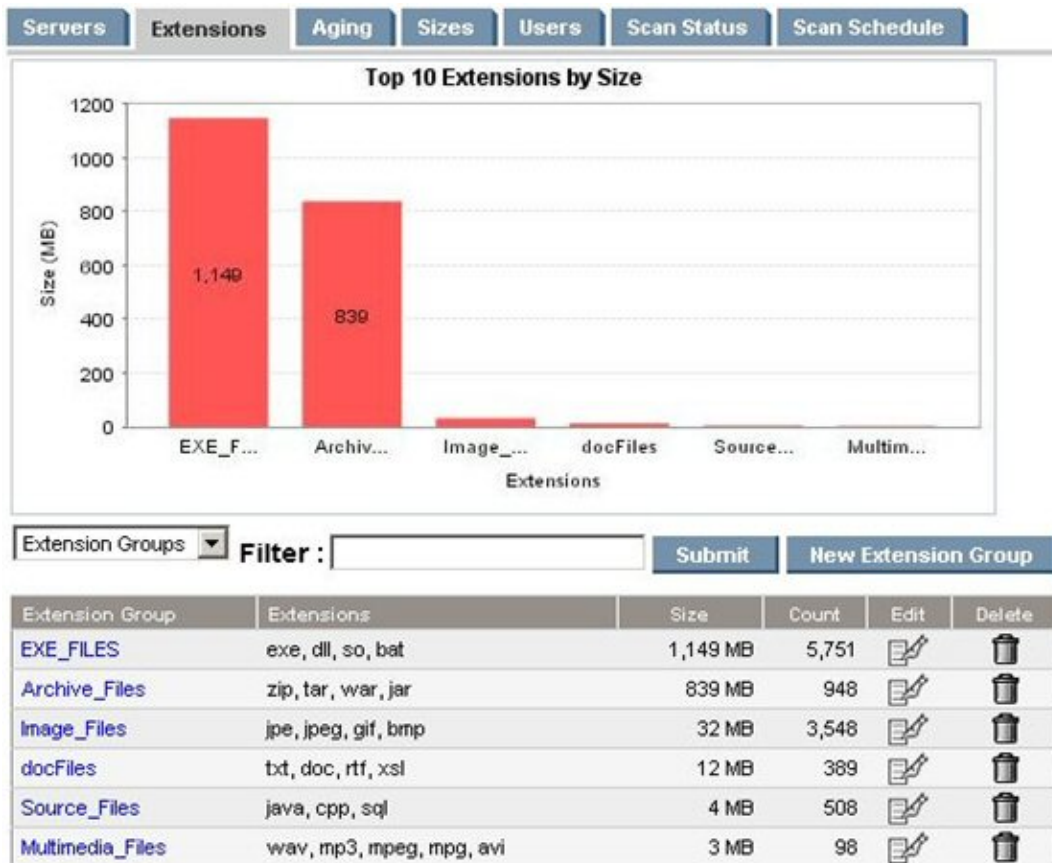 Servers Extensions Aging Sizes Users Scan Status Scan Schedule
Top 10 Extensions by Size
1200
1000
800
600
400
200
0
Size (MB)
1,149
839
EXE_F... Archiv... Image_... docFiles Source... Multim...
Extensions
Extension Groups Filter : Submit New Extension Group
Extension Group Extensions Size Count Edit Delete
EXE_FILES exe, dll, so, bat 1,149 MB 5,751
Archive_Files zip, tar, war, jar 839 MB 948
Image_Files jpe, jpeg, gif, bmp 32 MB 3,548
docFiles txt, doc, rtf, xsl 12 MB 389
Source_Files java, cpp, sql 4 MB 508
Multimedia_Files wav, mp3, mpeg, mpg, avi 3 MB 98